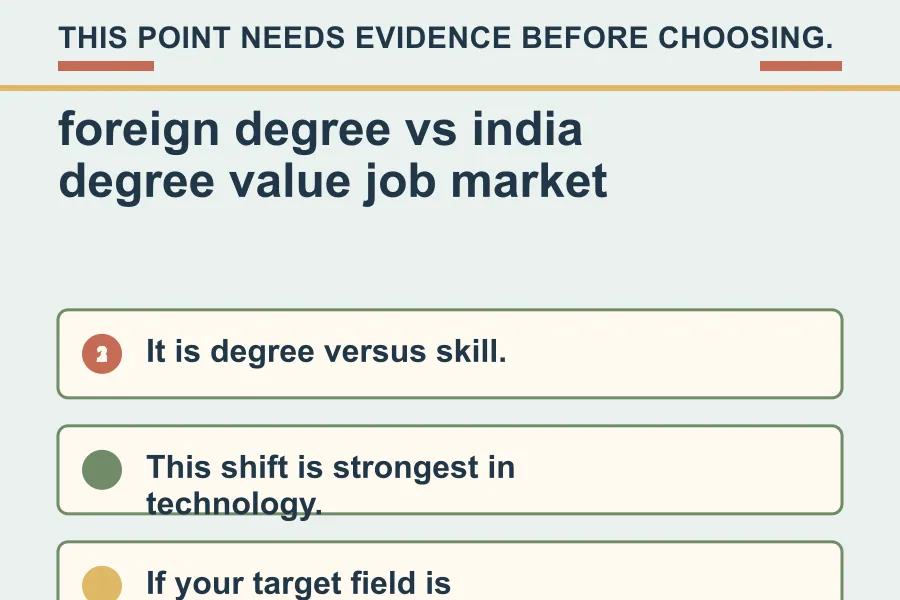 THIS POINT NEEDS EVIDENCE BEFORE CHOOSING.
foreign degree vs india
degree value job market
It is degree versus skill.
This shift is strongest in
technology.
If your target field is